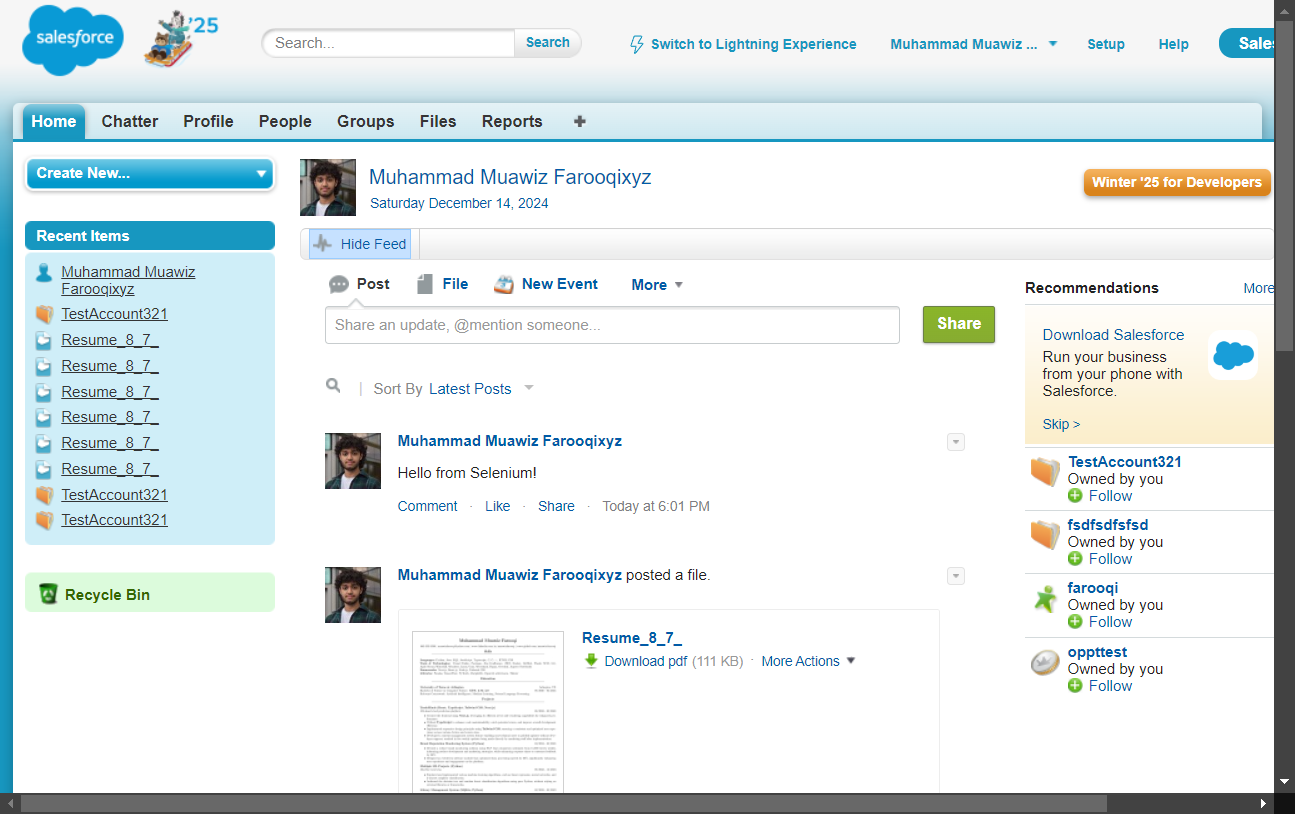 salesforce
'25
Search...
Search
Switch to Lightning Experience
Muhammad Muawiz ...
Setup
Help
Sales
Home
Chatter
Profile
People
Groups
Files
Reports
Create New...
Muhammad Muawiz Farooqixyz
Saturday December 14, 2024
Winter '25 for Developers
Recent Items
Muhammad Muawiz
Farooqixyz
TestAccount321
Resume_8_7_
Resume_8_7_
Resume_8_7_
Resume_8_7_
Resume_8_7_
Resume_8_7_
TestAccount321
TestAccount321
Recycle Bin
Hide Feed
Post
File
New Event
More
Share an update, @mention someone...
Share
Sort By Latest Posts
Muhammad Muawiz Farooqixyz
Hello from Selenium!
Comment · Like · Share · Today at 6:01 PM
Muhammad Muawiz Farooqixyz posted a file.
Resume_8_7_
Download pdf (111 KB) · More Actions
Recommendations
More
Download Salesforce
Run your business
from your phone with
Salesforce.
Skip >
TestAccount321
Owned by you
Follow
fsdfsdfsfsd
Owned by you
Follow
farooqi
Owned by you
Follow
oppttest
Owned by you
Follow